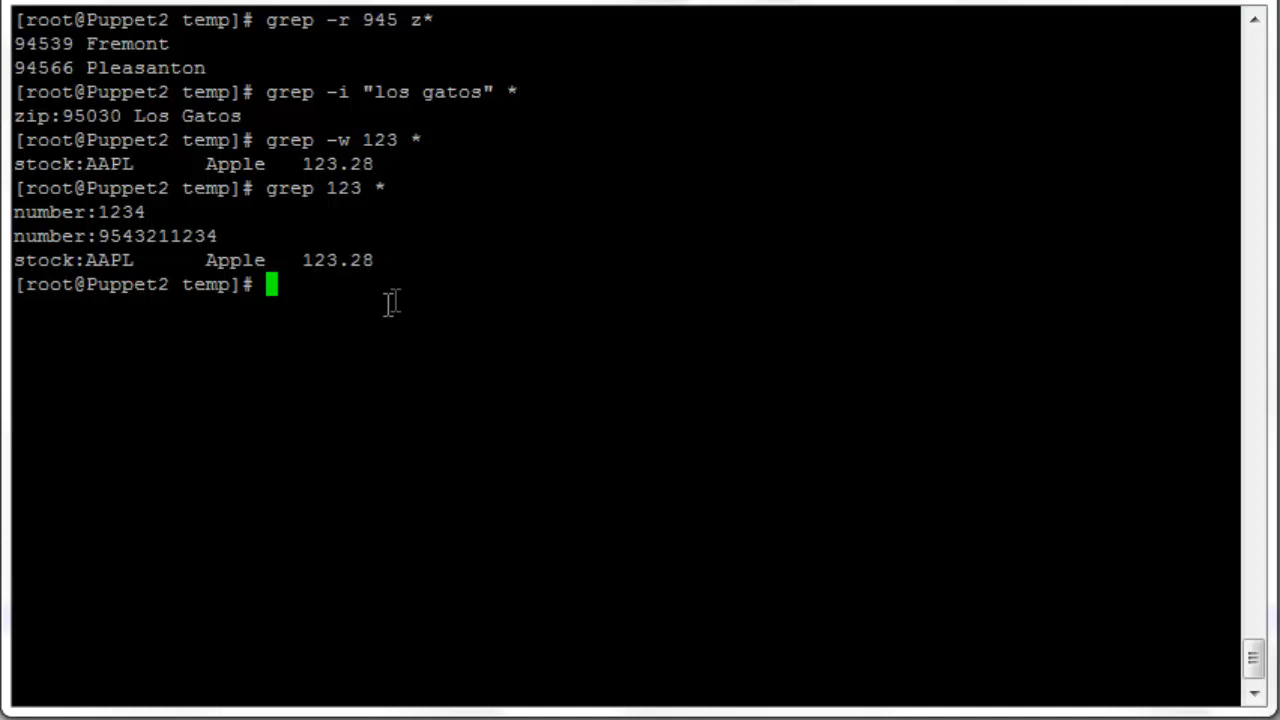 [root@Puppet2 temp]# grep -r 945 z*
94539 Fremont
94566 Pleasanton
[root@Puppet2 temp]# grep -i "los gatos" *
zip:95030 Los Gatos
[root@Puppet2 temp]# grep -w 123 *
stock:AAPL      Apple   123.28
[root@Puppet2 temp]# grep 123 *
number:1234
number:9543211234
stock:AAPL      Apple   123.28
[root@Puppet2 temp]#